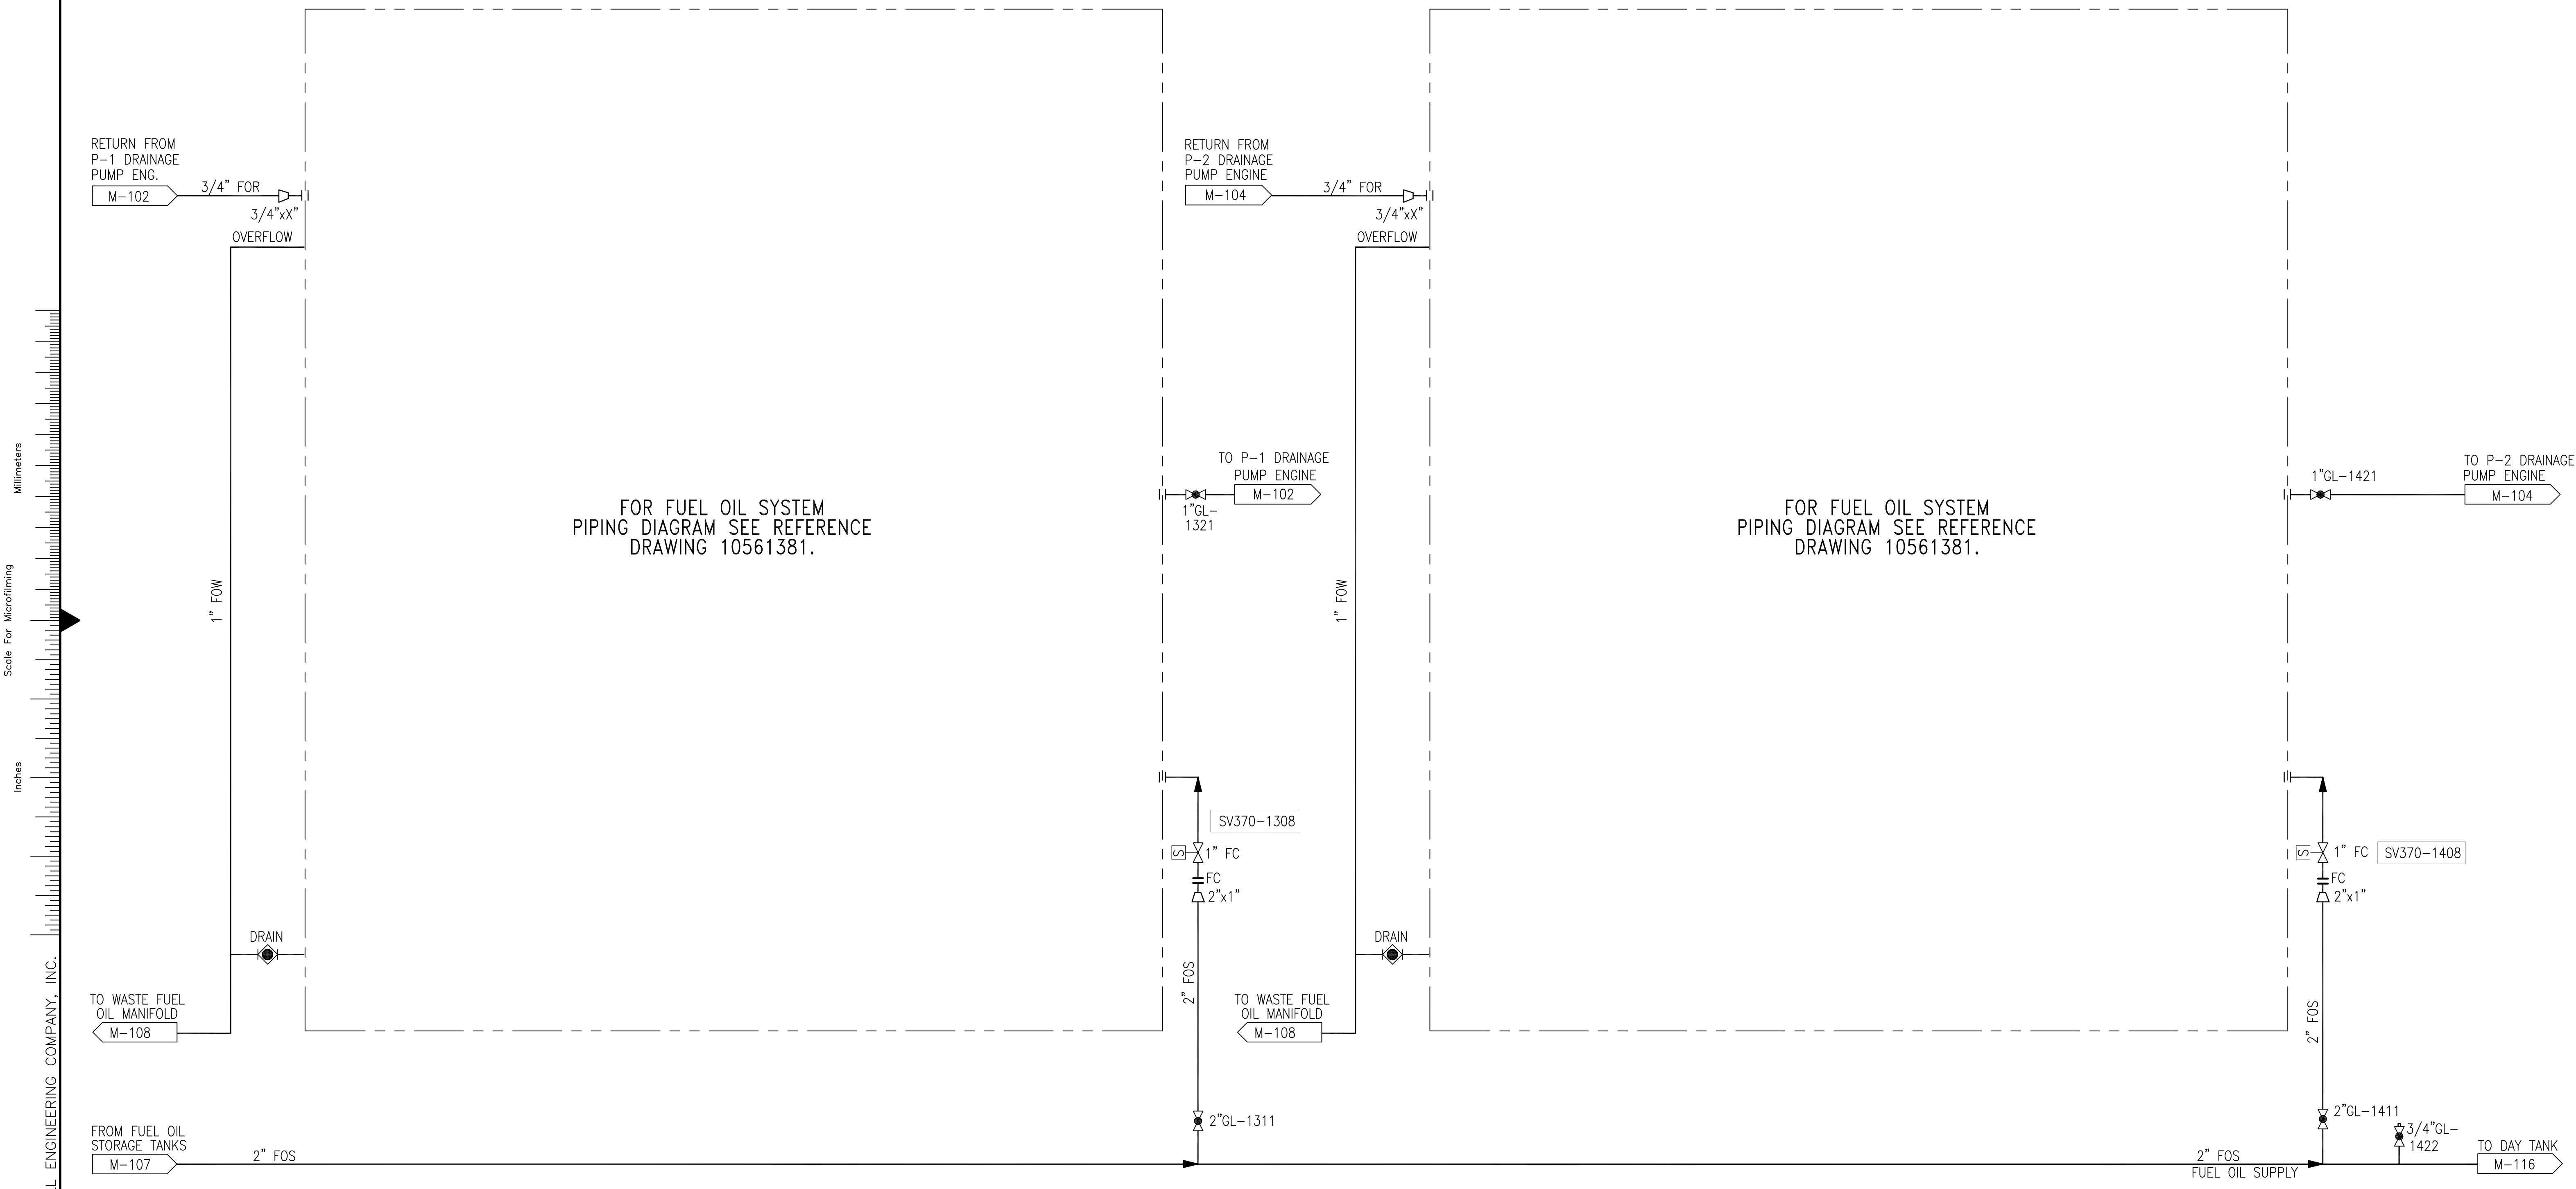 RETURN FROM
P-1 DRAINAGE
PUMP ENG.
M-102
3/4" FOR
3/4"xX"
OVERFLOW
1" FOW
DRAIN
TO WASTE FUEL
OIL MANIFOLD
M-108
FROM FUEL OIL
STORAGE TANKS
M-107
2" FOS
FOR FUEL OIL SYSTEM
PIPING DIAGRAM SEE REFERENCE
DRAWING 10561381.
TO P-1 DRAINAGE
PUMP ENGINE
M-102
1"GL-
1321
SV370-1308
S
1" FC
FC
2"x1"
2" FOS
2"GL-1311
RETURN FROM
P-2 DRAINAGE
PUMP ENGINE
M-104
3/4" FOR
3/4"xX"
OVERFLOW
1" FOW
DRAIN
TO WASTE FUEL
OIL MANIFOLD
M-108
FOR FUEL OIL SYSTEM
PIPING DIAGRAM SEE REFERENCE
DRAWING 10561381.
1"GL-1421
TO P-2 DRAINAGE
PUMP ENGINE
M-104
S
1" FC
SV370-1408
FC
2"x1"
2" FOS
2"GL-1411
3/4"GL-
1422
2" FOS
FUEL OIL SUPPLY
TO DAY TANK
M-116
Millimeters
Scale For Microfilming
Inches
ENGINEERING COMPANY, INC.